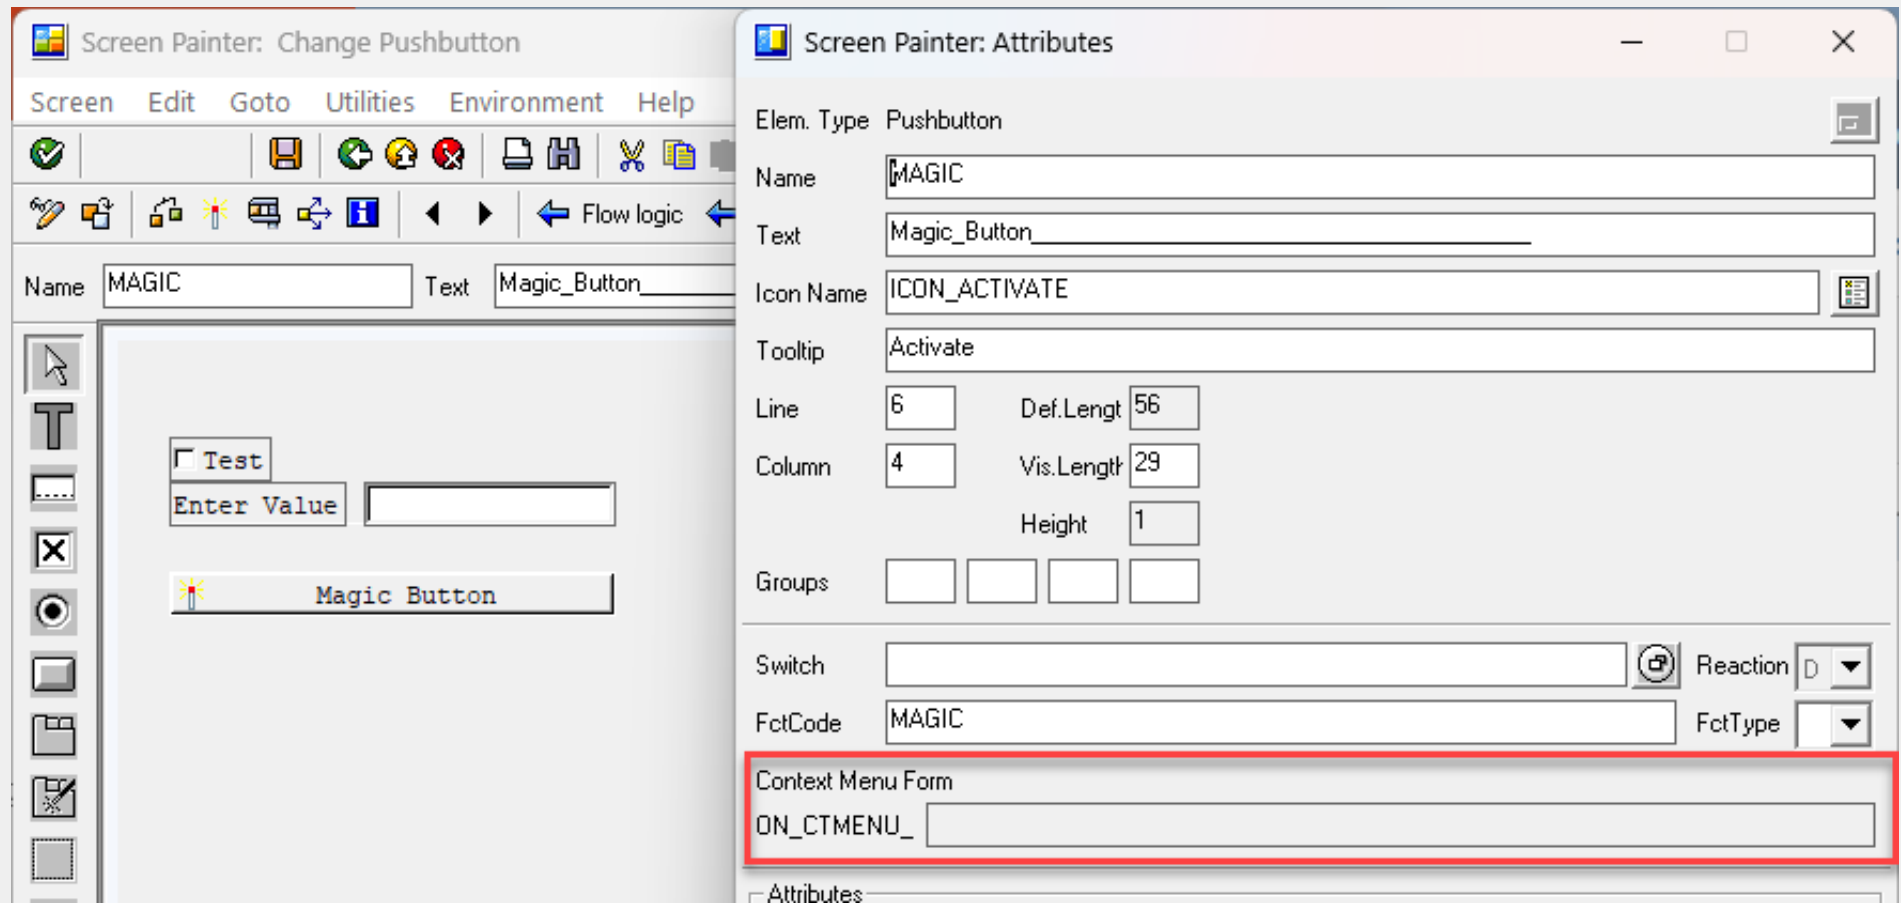 Screen Painter: Change Pushbutton
Screen Edit Goto Utilities Environment Help
Flow logic
Name MAGIC Text Magic_Button_
Test
Enter Value
Magic Button
Screen Painter: Attributes
Elem. Type Pushbutton
Name MAGIC
Text Magic_Button_
Icon Name ICON_ACTIVATE
Tooltip Activate
Line 6 Def.Lengt 56
Column 4 Vis.Length 29
Height 1
Groups
Switch Reaction D
FctCode MAGIC FctType
Context Menu Form
ON_CTMENU_
Attributes